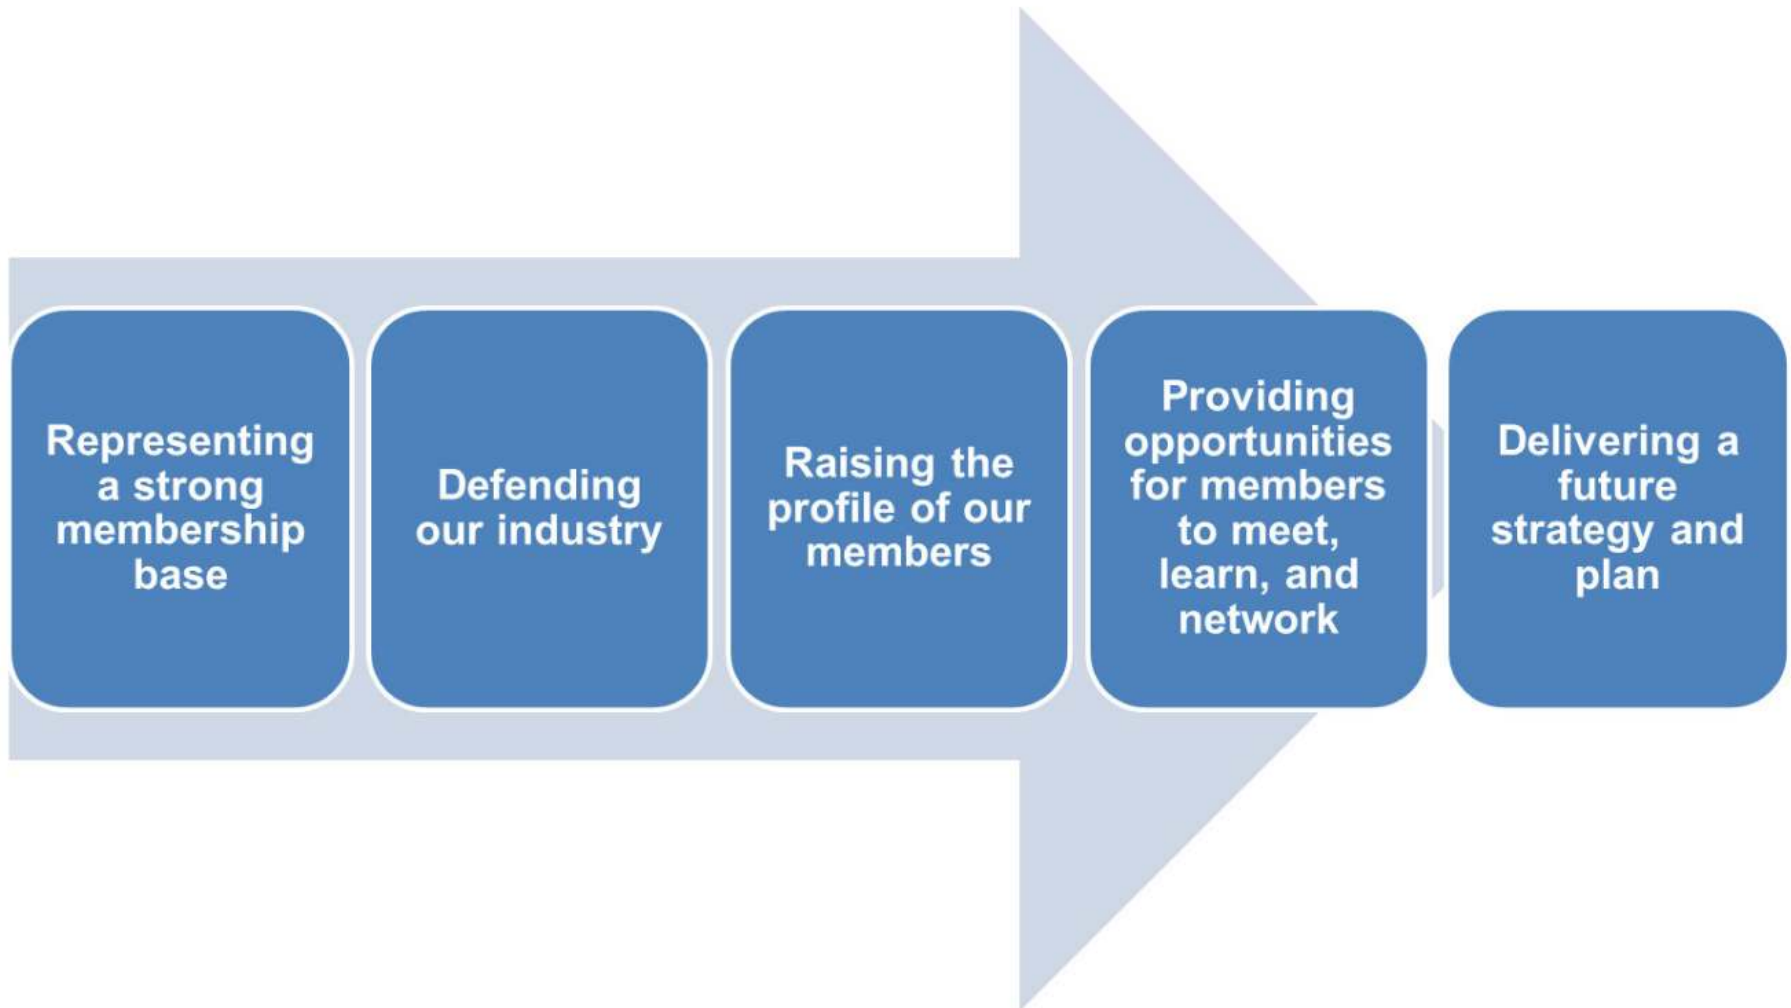 Representing
a strong
membership
base
Defending
our industry
Raising the
profile of our
members
Providing
opportunities
for members
to meet,
learn, and
network
Delivering a
future
strategy and
plan